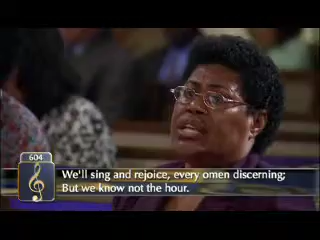 604
We'll sing and rejoice, every omen discerning;
But we know not the hour.